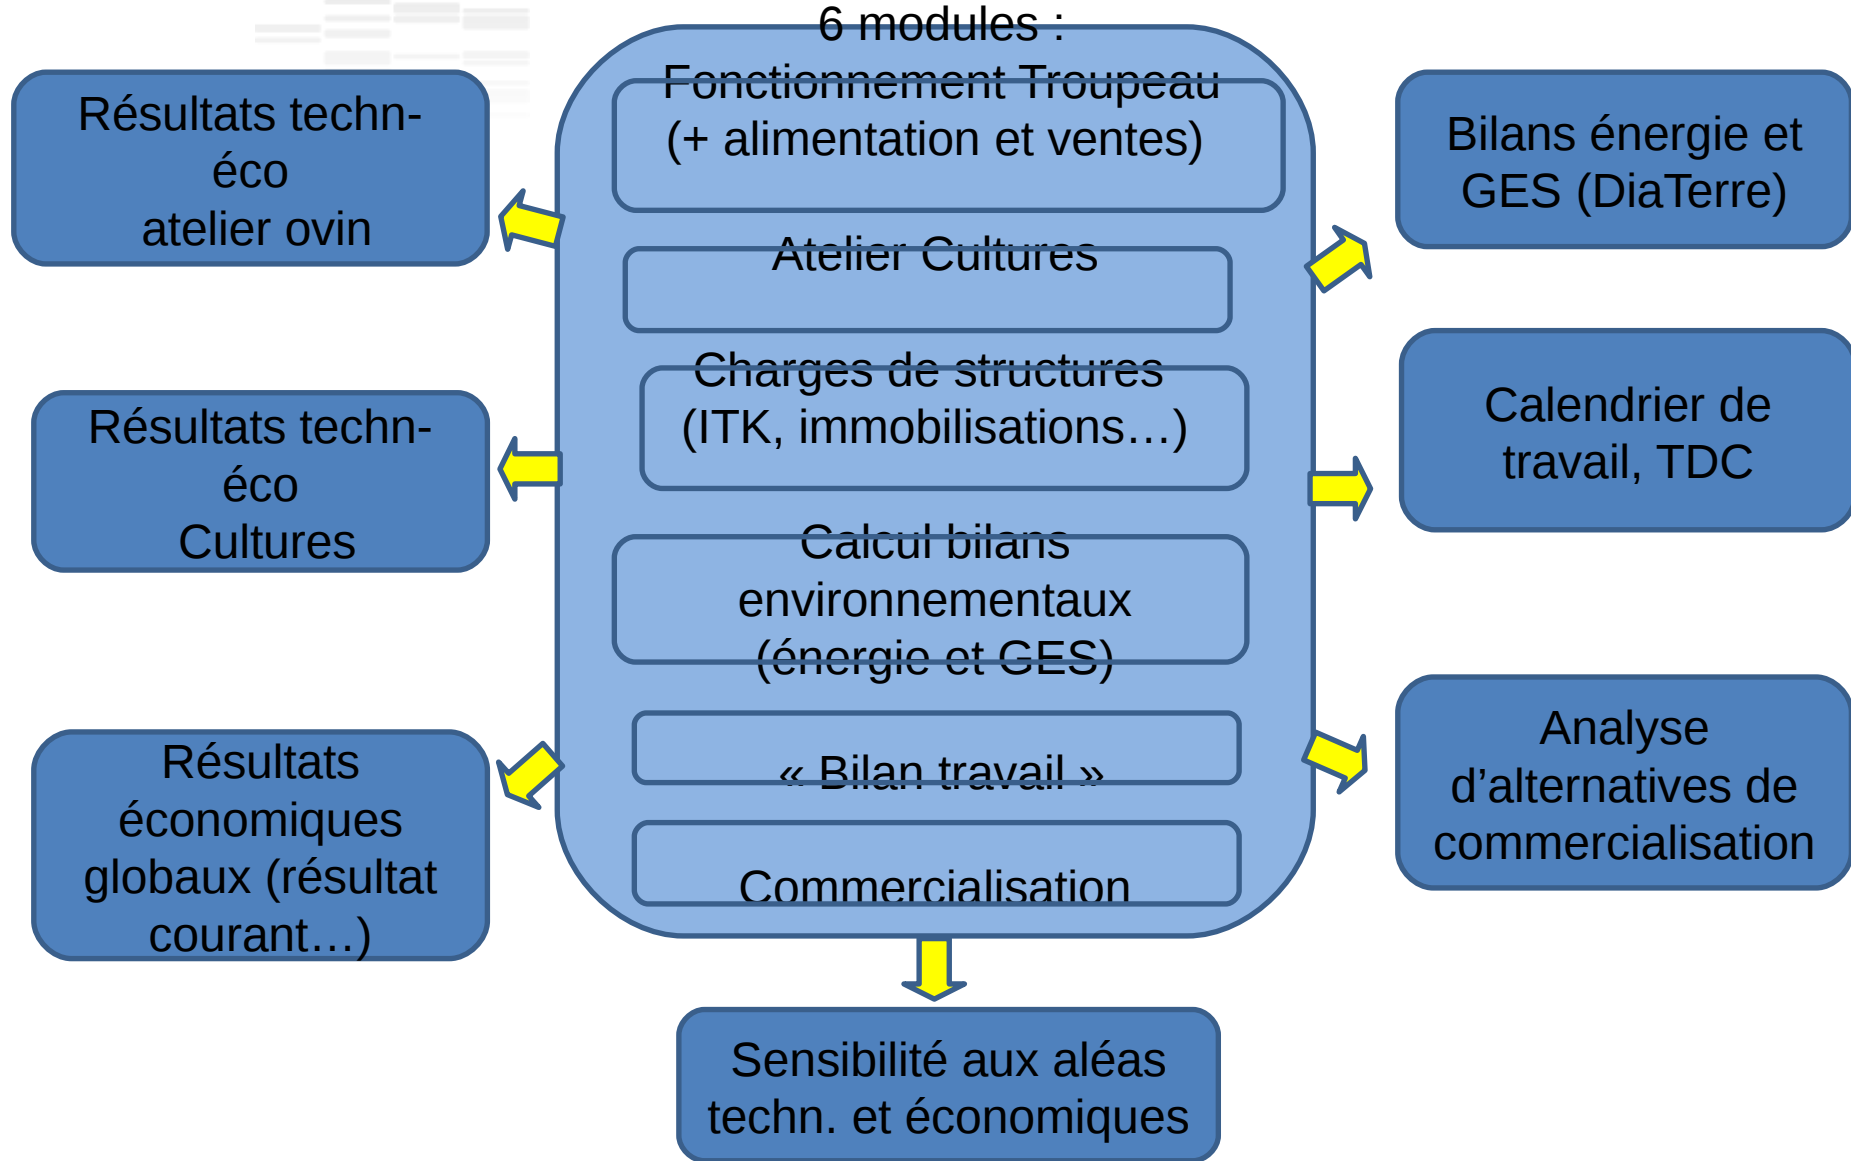 6 modules :
Fonctionnement Troupeau
(+ alimentation et ventes)
Atelier Cultures
Charges de structures
(ITK, immobilisations…)
Calcul bilans
environnementaux
(énergie et GES)
« Bilan travail »
Commercialisation
Résultats techn-
éco
atelier ovin
Résultats techn-
éco
Cultures
Résultats
économiques
globaux (résultat
courant…)
Bilans énergie et
GES (DiaTerre)
Calendrier de
travail, TDC
Analyse
d’alternatives de
commercialisation
Sensibilité aux aléas
techn. et économiques